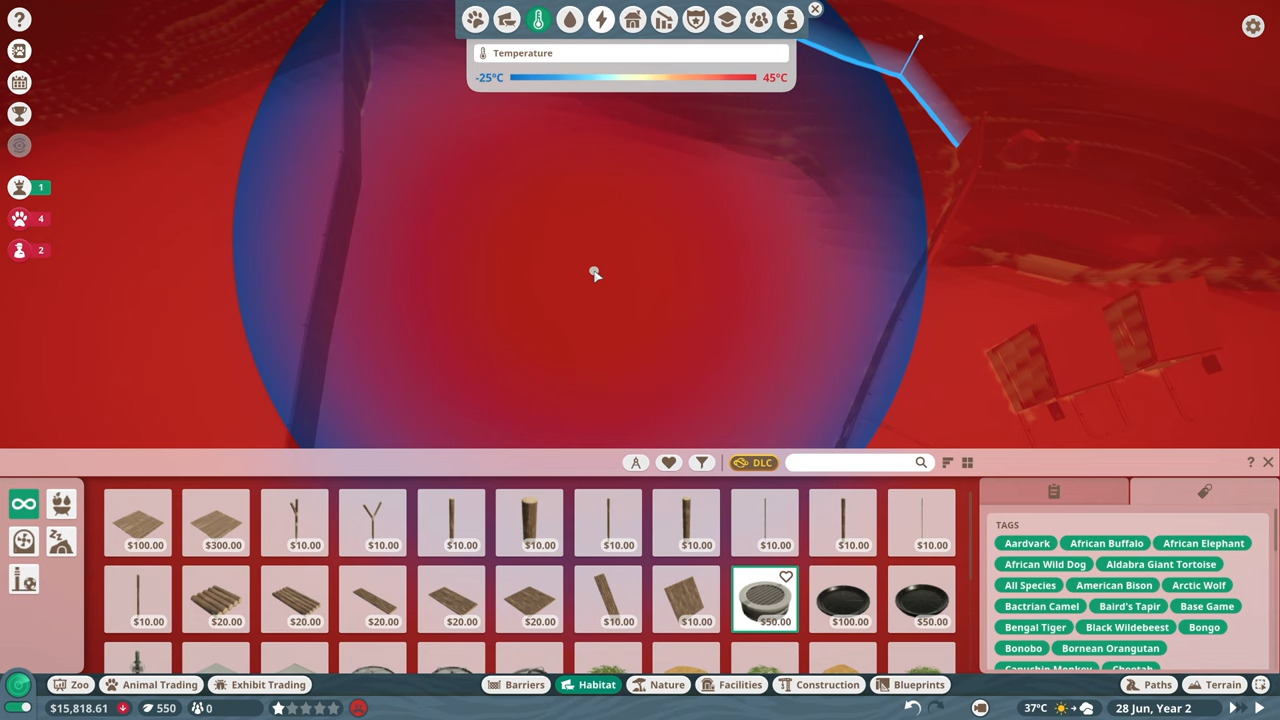 Temperature
-25°C 45°C
1
4
2
DLC
$100.00 $300.00 $10.00 $10.00 $10.00 $10.00 $10.00 $10.00 $10.00 $10.00 $10.00
$10.00 $20.00 $20.00 $20.00 $20.00 $20.00 $10.00 $10.00 $50.00 $100.00 $50.00
?
?
TAGS
Aardvark African Buffalo African Elephant
African Wild Dog Aldabra Giant Tortoise
All Species American Bison Arctic Wolf
Bactrian Camel Baird's Tapir Base Game
Bengal Tiger Black Wildebeest Bongo
Bonobo Bornean Orangutan
Capuchin Monkey Cheetah
Zoo Animal Trading Exhibit Trading Barriers Habitat Nature Facilities Construction Blueprints Paths Terrain
$15,818.61 550 0 37°C 28 Jun, Year 2